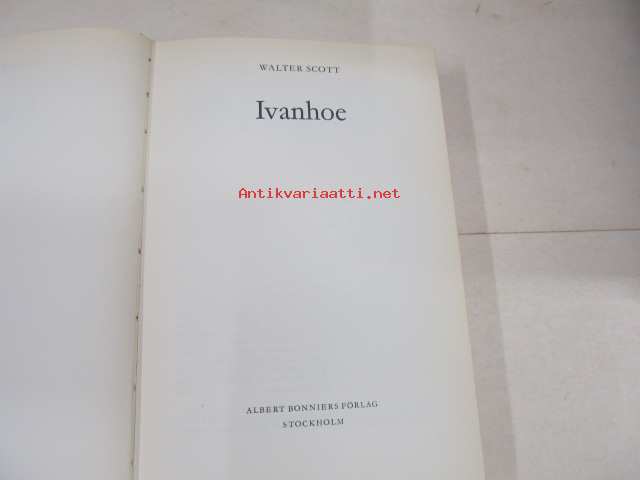 WALTER SCOTT
Ivanhoe
Antikvariaatti.net
ALBERT BONNIERS FÖRLAG
STOCKHOLM